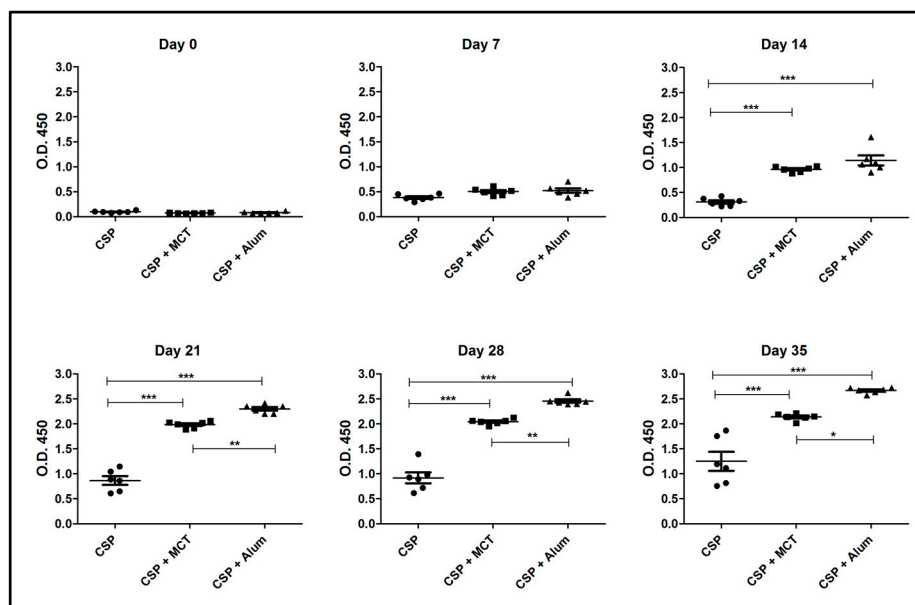 Day 0
3.0
2.5
2.0
1.5
1.0
0.5
0.0
O.D. 450
CSP
CSP + MCT
CSP + Alum
Day 7
3.0
2.5
2.0
1.5
1.0
0.5
0.0
O.D. 450
CSP
CSP + MCT
CSP + Alum
Day 14
3.0
2.5
2.0
1.5
1.0
0.5
0.0
O.D. 450
***
***
CSP
CSP + MCT
CSP + Alum
Day 21
3.0
2.5
2.0
1.5
1.0
0.5
0.0
O.D. 450
***
***
**
CSP
CSP + MCT
CSP + Alum
Day 28
3.0
2.5
2.0
1.5
1.0
0.5
0.0
O.D. 450
***
***
**
CSP
CSP + MCT
CSP + Alum
Day 35
3.0
2.5
2.0
1.5
1.0
0.5
0.0
O.D. 450
***
***
*
CSP
CSP + MCT
CSP + Alum